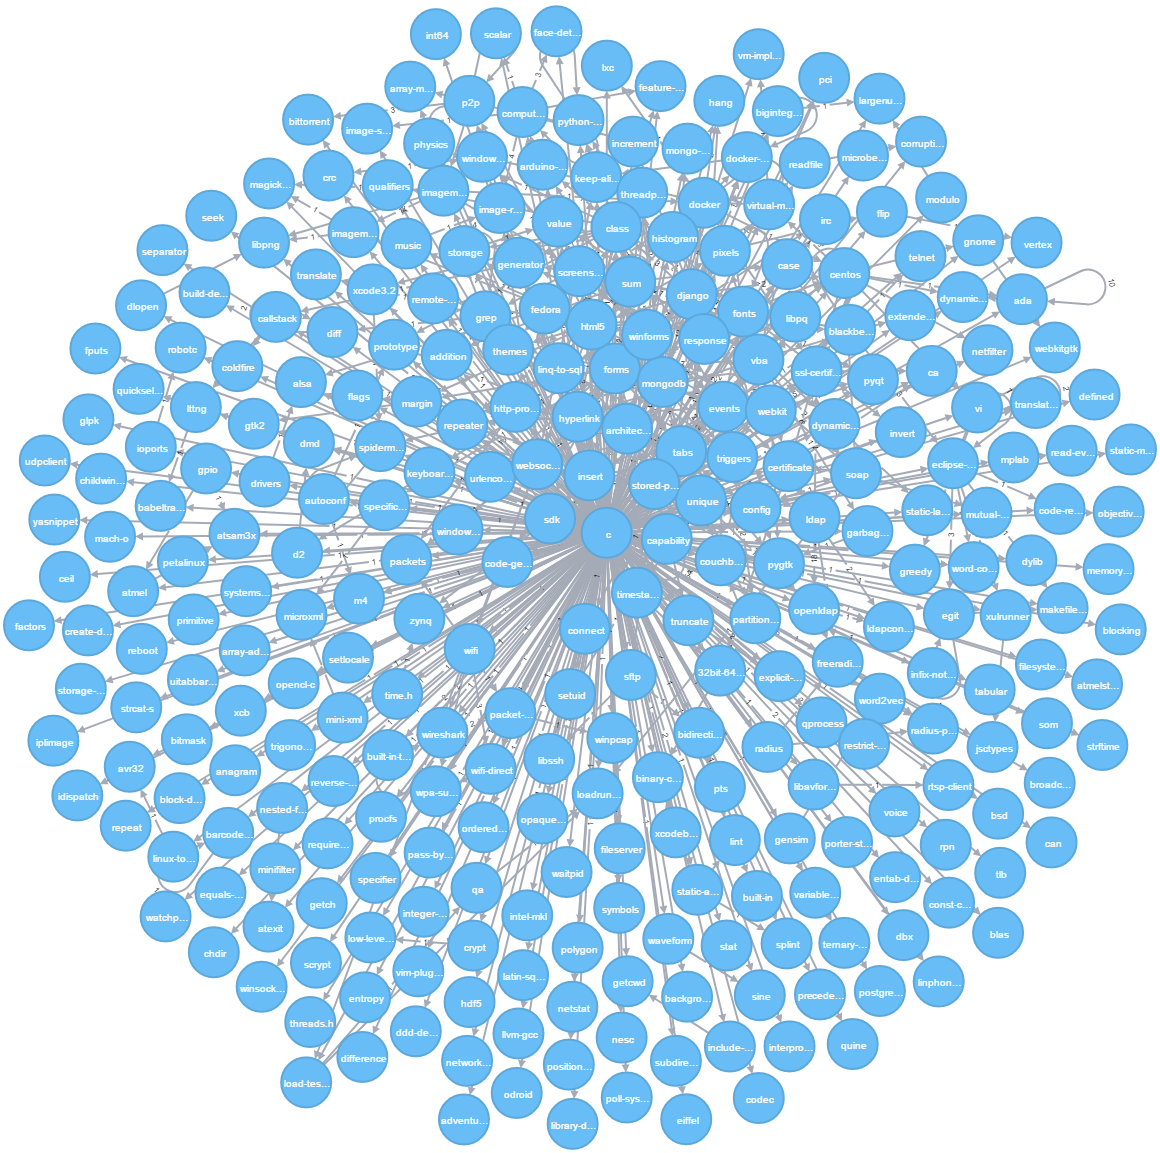 int64
scalar
face-det...
lxc
vm-impl...
pci
array-m...
p2p
comput...
python-...
feature-...
hang
biginteg...
largenu...
bittorrent
image-s...
physics
window...
arduino-...
increment
mongo-...
docker-...
readfile
microbe...
corrupti...
magick...
crc
qualifiers
imagem...
image-r...
keep-ali...
threadp...
docker
virtual-m...
irc
flip
modulo
seek
libpng
imagem...
music
storage
value
class
histogram
pixels
case
centos
telnet
gnome
vertex
separator
build-de...
translate
xcode3.2
remote-...
generator
screens...
sum
django
fonts
libpq
blackbe...
extende...
dynamic...
ada
10
dlopen
callstack
diff
prototype
grep
fedora
html5
winforms
response
vba
ssl-certif...
pyqt
ca
netfilter
webkitgtk
fputs
robotc
coldfire
alsa
flags
addition
themes
linq-to-sql
forms
mongodb
events
webkit
dynamic...
invert
vi
translat...
defined
quicksel...
lttng
gtk2
dmd
margin
repeater
http-pro...
hyperlink
architec...
tabs
triggers
certificate
soap
eclipse-...
mplab
read-ev...
static-m...
glpk
ioports
gpio
drivers
spiderm...
keyboar...
urlenco...
websoc...
insert
stored-p...
unique
config
ldap
garbag...
static-la...
mutual-...
code-re...
objectiv...
udpclient
childwin...
babeltra...
autoconf
specific...
window...
sdk
c
capability
couchb...
pygtk
greedy
word-co...
dylib
memory...
yasnippet
mach-o
petalinux
atsam3x
d2
packets
code-ge...
timesta...
truncate
partition...
openldap
ldapcon...
egit
xulrunner
makefile...
blocking
ceil
atmel
systems...
microxml
m4
zynq
connect
factors
create-d...
primitive
reboot
array-ad...
setlocale
wifi
sftp
32bit-64...
explicit-...
freeradi...
infix-not...
tabular
filesyste...
atmelst...
storage-...
uitabbar...
opencl-c
time.h
setuid
word2vec
strcat-s
xcb
mini-xml
packet-...
winpcap
bidirecti...
radius
qprocess
restrict-...
radius-p...
jsctypes
som
strftime
iplimage
bitmask
trigono...
built-in-t...
wireshark
libssh
avr32
anagram
reverse-...
wpa-su...
wifi-direct
loadrun...
binary-c...
pts
libavfor...
rtsp-client
broadc...
idispatch
block-d...
nested-f...
procfs
ordered...
opaque...
xcodeb...
lint
gensim
voice
bsd
can
repeat
barcode...
require...
pass-by...
fileserver
porter-st...
rpn
linux-to...
minifilter
specifier
qa
waitpid
static-a...
built-in
variable...
entab-d...
tlb
equals-...
getch
integer-...
intel-mkl
symbols
const-c...
watchp...
atexit
low-leve...
crypt
polygon
waveform
stat
splint
ternary-...
dbx
blas
chdir
scrypt
vim-plug...
latin-sq...
getcwd
backgro...
sine
precede...
postgre...
linphon...
winsock...
entropy
hdf5
netstat
threads.h
ddd-de...
llvm-gcc
nesc
include-...
interpro...
quine
difference
network...
position...
subdire...
load-tes...
odroid
poll-sys...
codec
adventu...
library-d...
eiffel